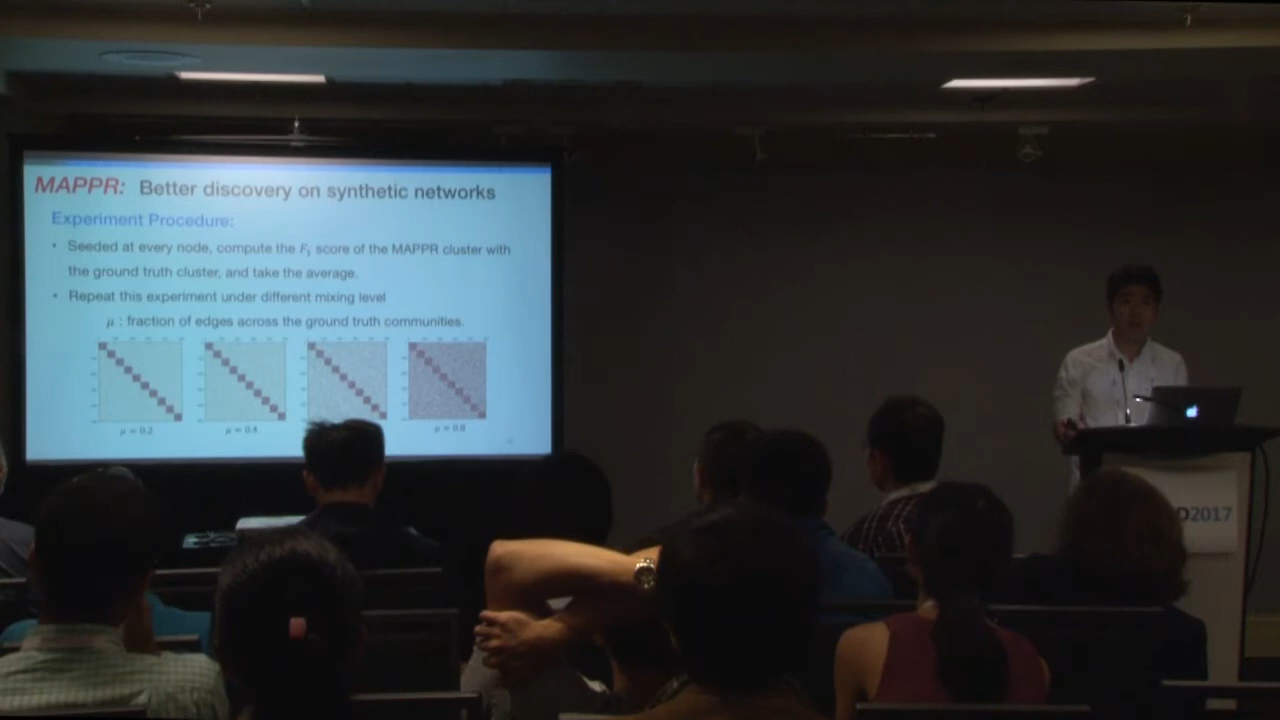 MAPPR: Better discovery on synthetic networks
Experiment Procedure:
• Seeded at every node, compute the F₁ score of the MAPPR cluster with
the ground truth cluster, and take the average.
• Repeat this experiment under different mixing level
μ : fraction of edges across the ground truth communities.
μ = 0.2 μ = 0.4 μ = 0.8
D2017